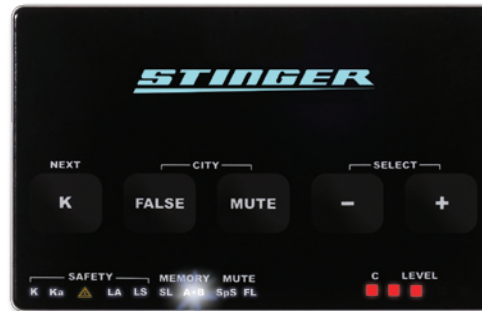 STINGER
NEXT CITY SELECT
K FALSE MUTE − +
SAFETY MEMORY MUTE C LEVEL
K Ka LA LS SL A•B SpS FL